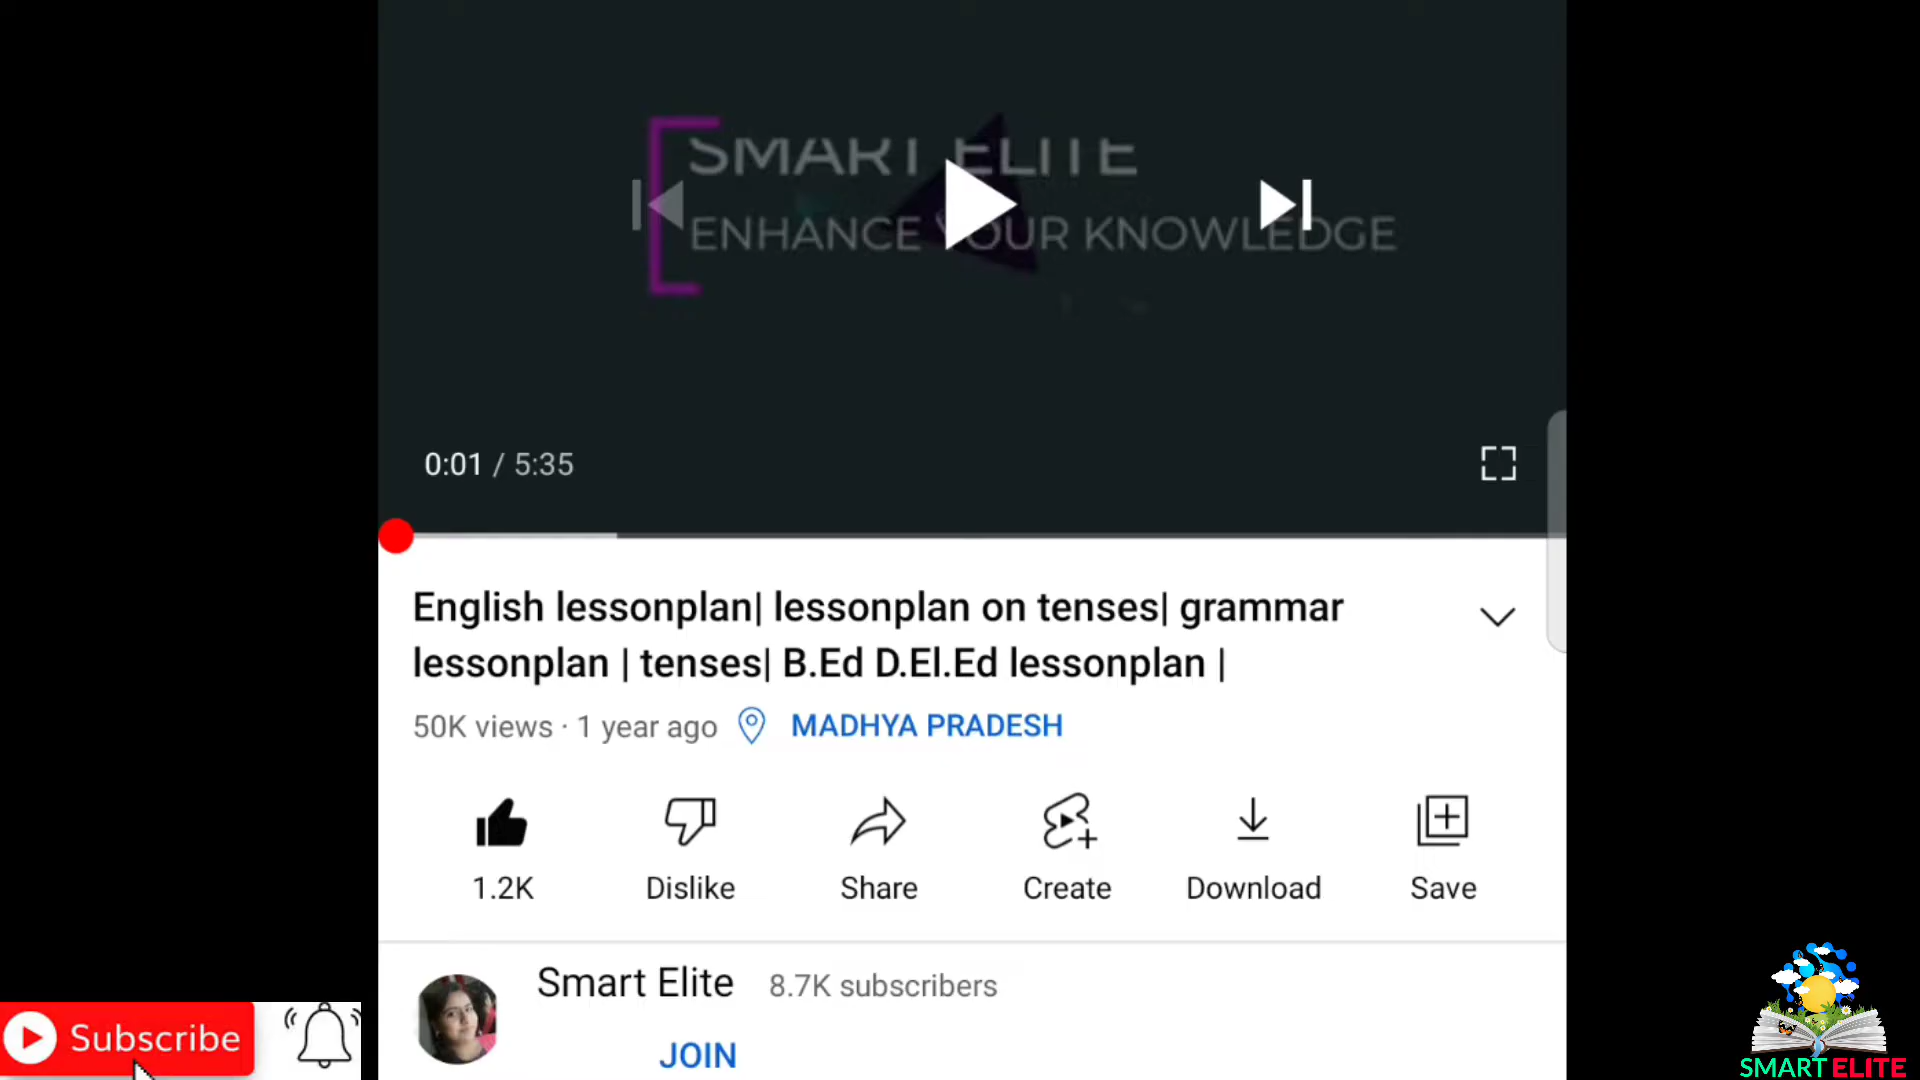 SMART ELITE
ENHANCE YOUR KNOWLEDGE
0:01 / 5:35
English lessonplan| lessonplan on tenses| grammar
lessonplan | tenses| B.Ed D.El.Ed lessonplan |
50K views · 1 year ago MADHYA PRADESH
1.2K Dislike Share Create Download Save
Smart Elite 8.7K subscribers
JOIN
Subscribe
SMART ELITE